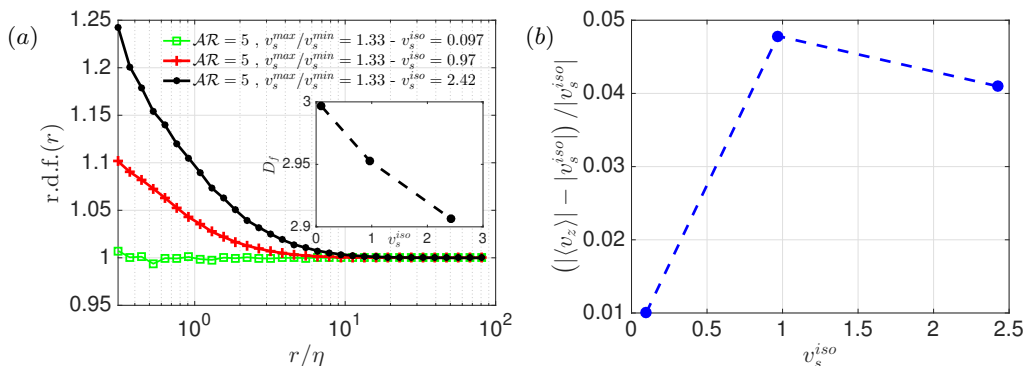 (a)
1.25
1.2
1.15
1.1
1.05
1
0.95
r.d.f.(r)
AR = 5 , v_s^{max}/v_s^{min} = 1.33 - v_s^{iso} = 0.097
AR = 5 , v_s^{max}/v_s^{min} = 1.33 - v_s^{iso} = 0.97
AR = 5 , v_s^{max}/v_s^{min} = 1.33 - v_s^{iso} = 2.42
3
2.95
2.9
D_f
0 1 2 3
v_s^{iso}
10^0 10^1 10^2
r/η
(b)
0.05
0.04
0.03
0.02
0.01
(|⟨v_z⟩| − |v_s^{iso}|) / |v_s^{iso}|
0 0.5 1 1.5 2 2.5
v_s^{iso}